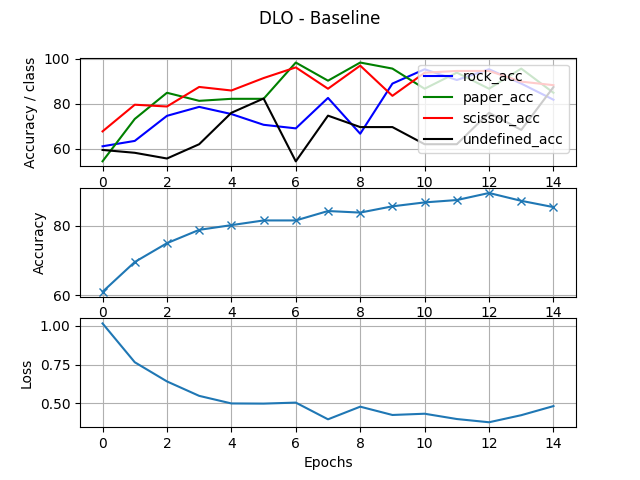 DLO - Baseline
100
80
60
Accuracy / class
rock_acc
paper_acc
scissor_acc
undefined_acc
0 2 4 6 8 10 12 14
80
60
Accuracy
0 2 4 6 8 10 12 14
1.00
0.75
0.50
Loss
0 2 4 6 8 10 12 14
Epochs